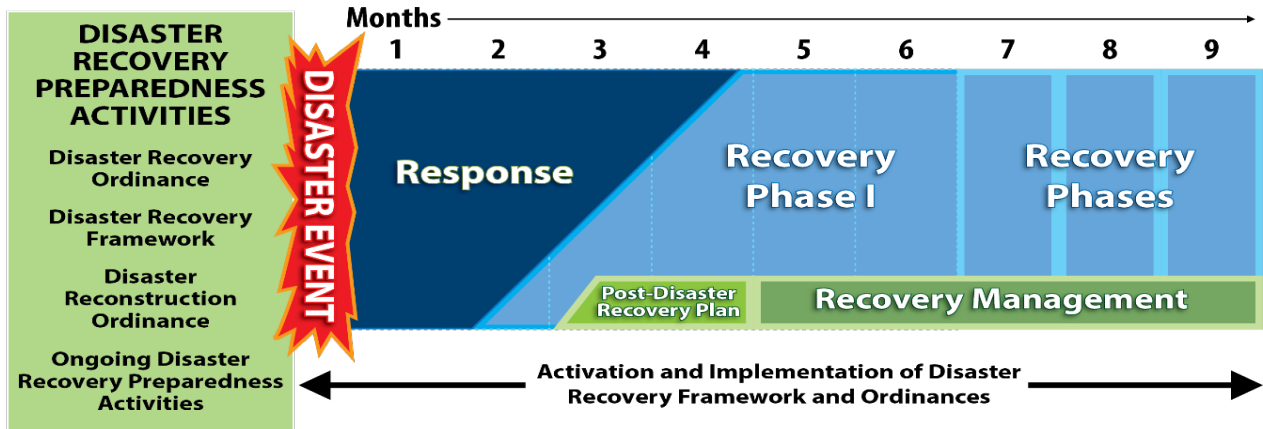 DISASTER
RECOVERY
PREPAREDNESS
ACTIVITIES
Disaster Recovery
Ordinance
Disaster Recovery
Framework
Disaster
Reconstruction
Ordinance
Ongoing Disaster
Recovery Preparedness
Activities
DISASTER EVENT
Months
1 2 3 4 5 6 7 8 9
Response
Recovery
Phase I
Recovery
Phases
Post-Disaster
Recovery Plan
Recovery Management
Activation and Implementation of Disaster
Recovery Framework and Ordinances